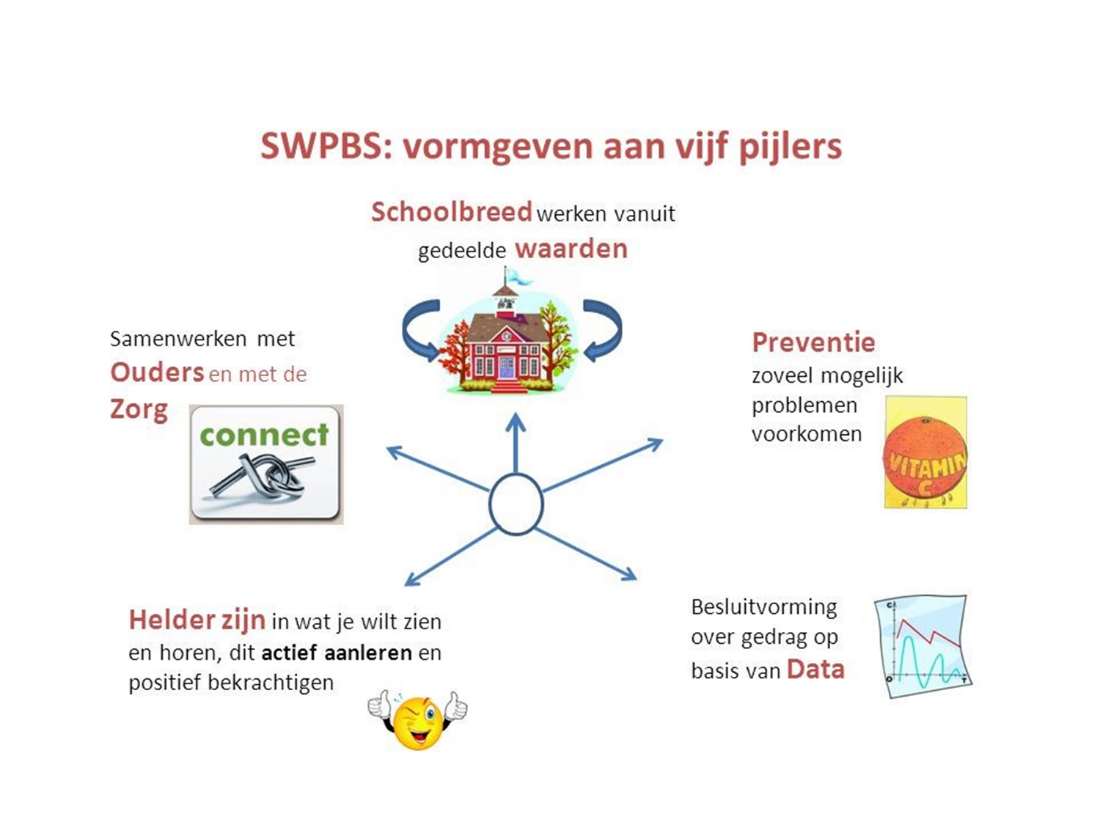 SWPBS: vormgeven aan vijf pijlers
Schoolbreed werken vanuit
gedeelde waarden
Samenwerken met
Ouders en met de
Zorg
connect
Preventie
zoveel mogelijk
problemen
voorkomen
VITAMIN
C
Helder zijn in wat je wilt zien
en horen, dit actief aanleren en
positief bekrachtigen
Besluitvorming
over gedrag op
basis van Data